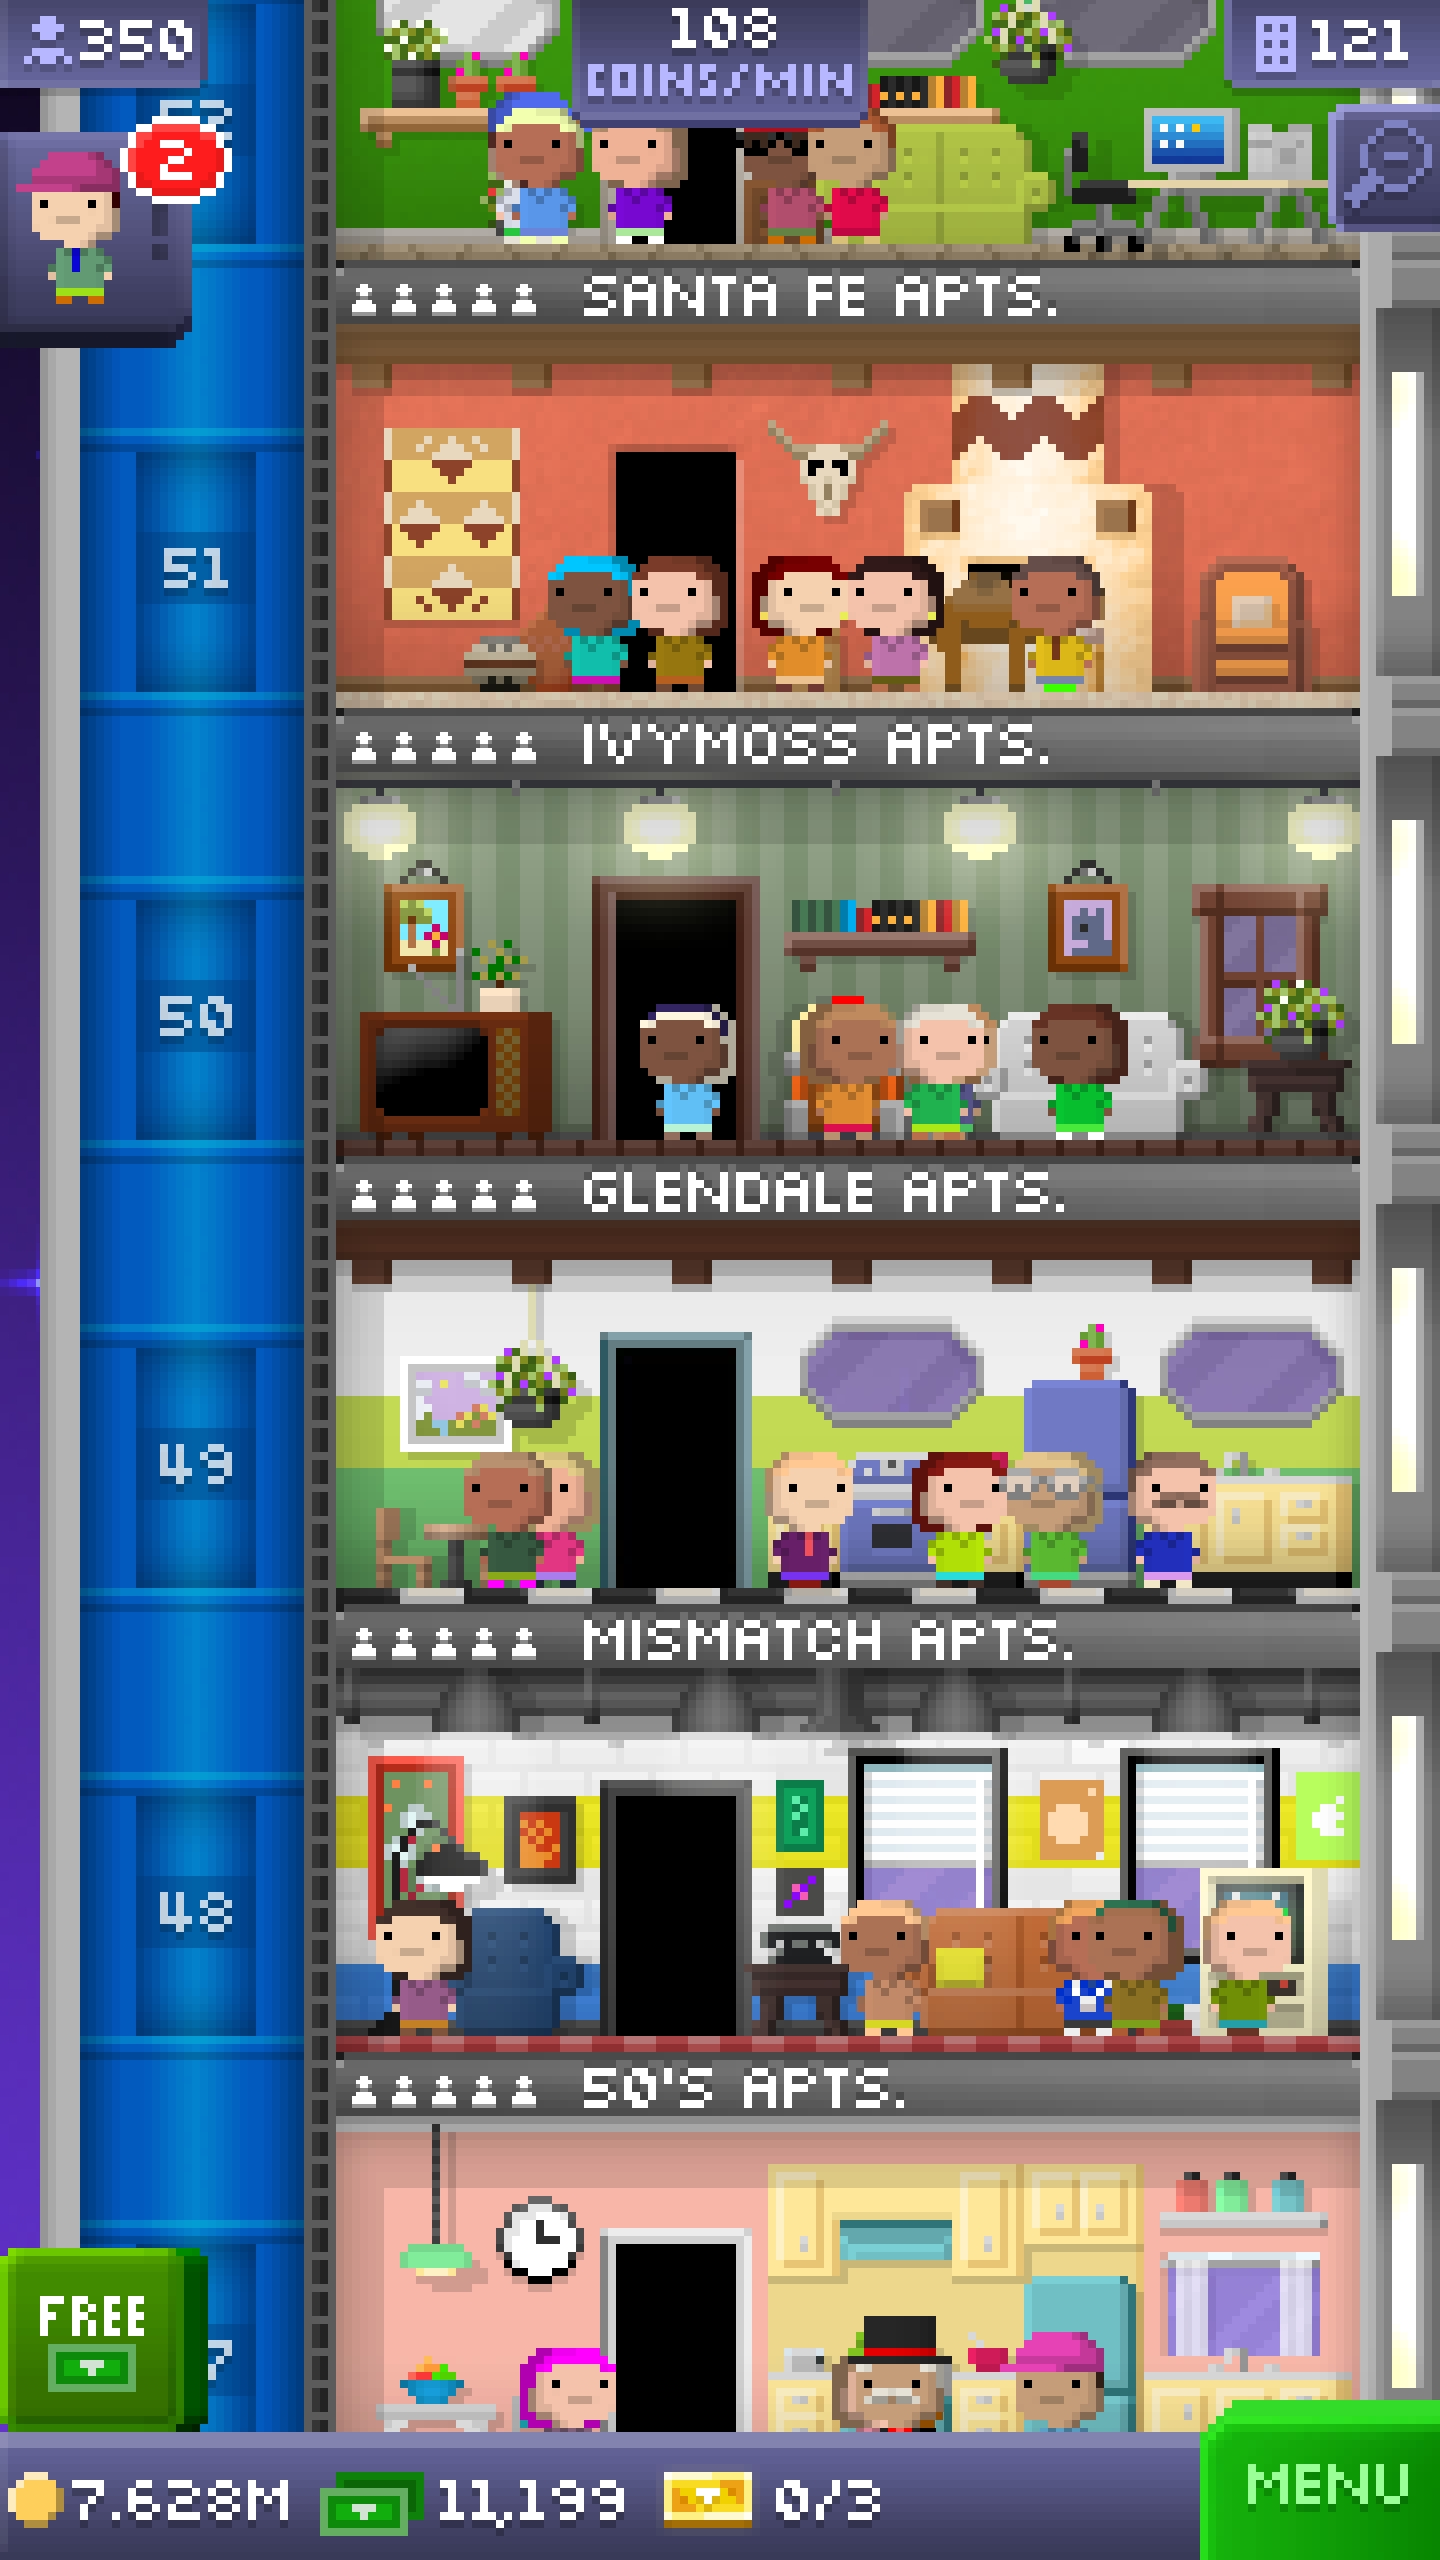 350
108
COINS/MIN
121
2
SANTA FE APTS.
51
IVYMOSS APTS.
50
GLENDALE APTS.
49
MISMATCH APTS.
48
50'S APTS.
FREE
7
7.628M
11,199
0/3
MENU